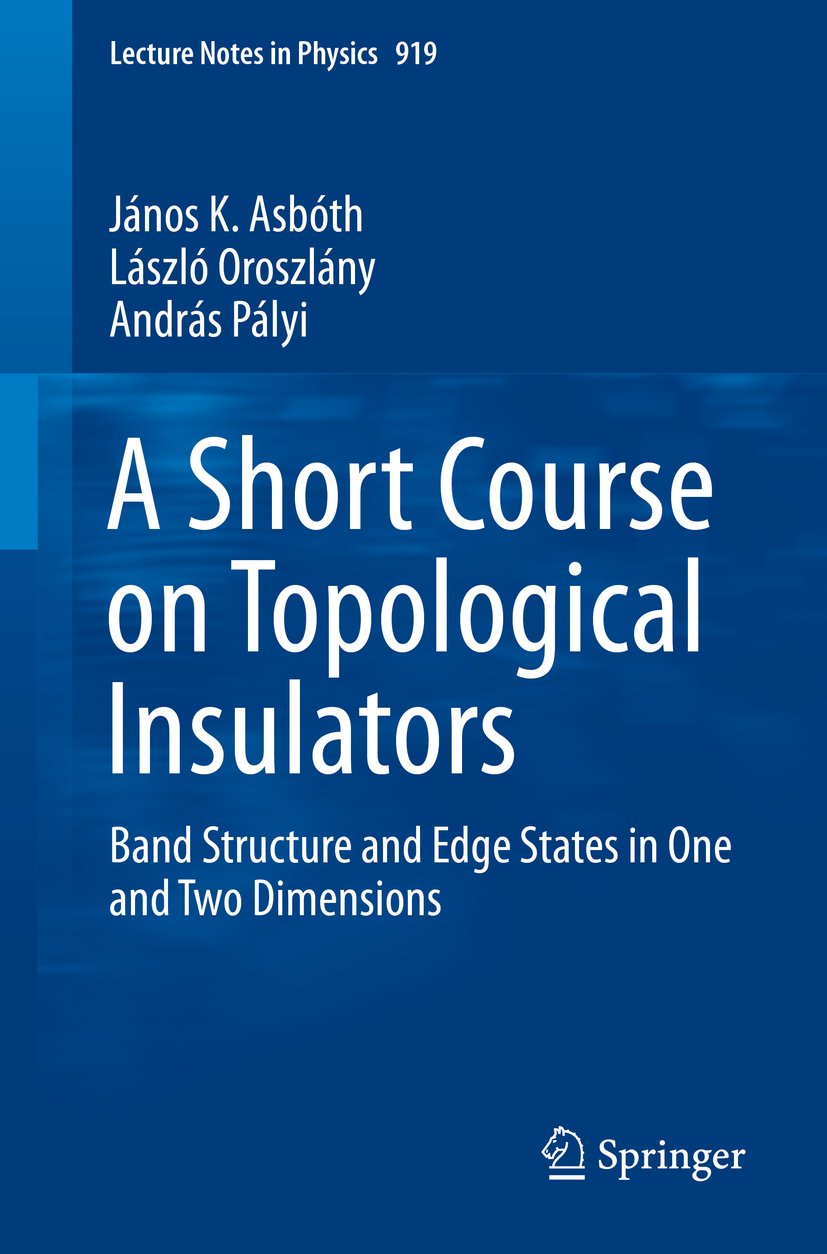 Lecture Notes in Physics 919
János K. Asbóth
László Oroszlány
András Pályi
A Short Course
on Topological
Insulators
Band Structure and Edge States in One
and Two Dimensions
Springer